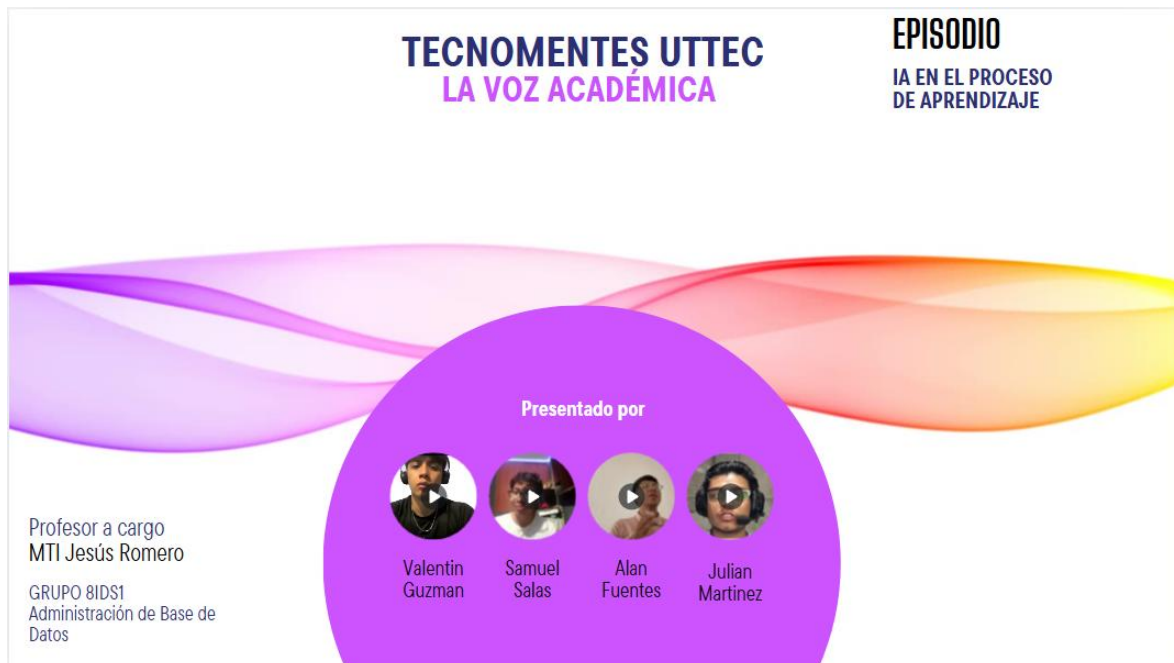 TECNOMENTES UTTEC
LA VOZ ACADÉMICA
EPISODIO
IA EN EL PROCESO
DE APRENDIZAJE
Presentado por
Valentin
Guzman
Samuel
Salas
Alan
Fuentes
Julian
Martinez
Profesor a cargo
MTI Jesús Romero
GRUPO 8IDS1
Administración de Base de
Datos